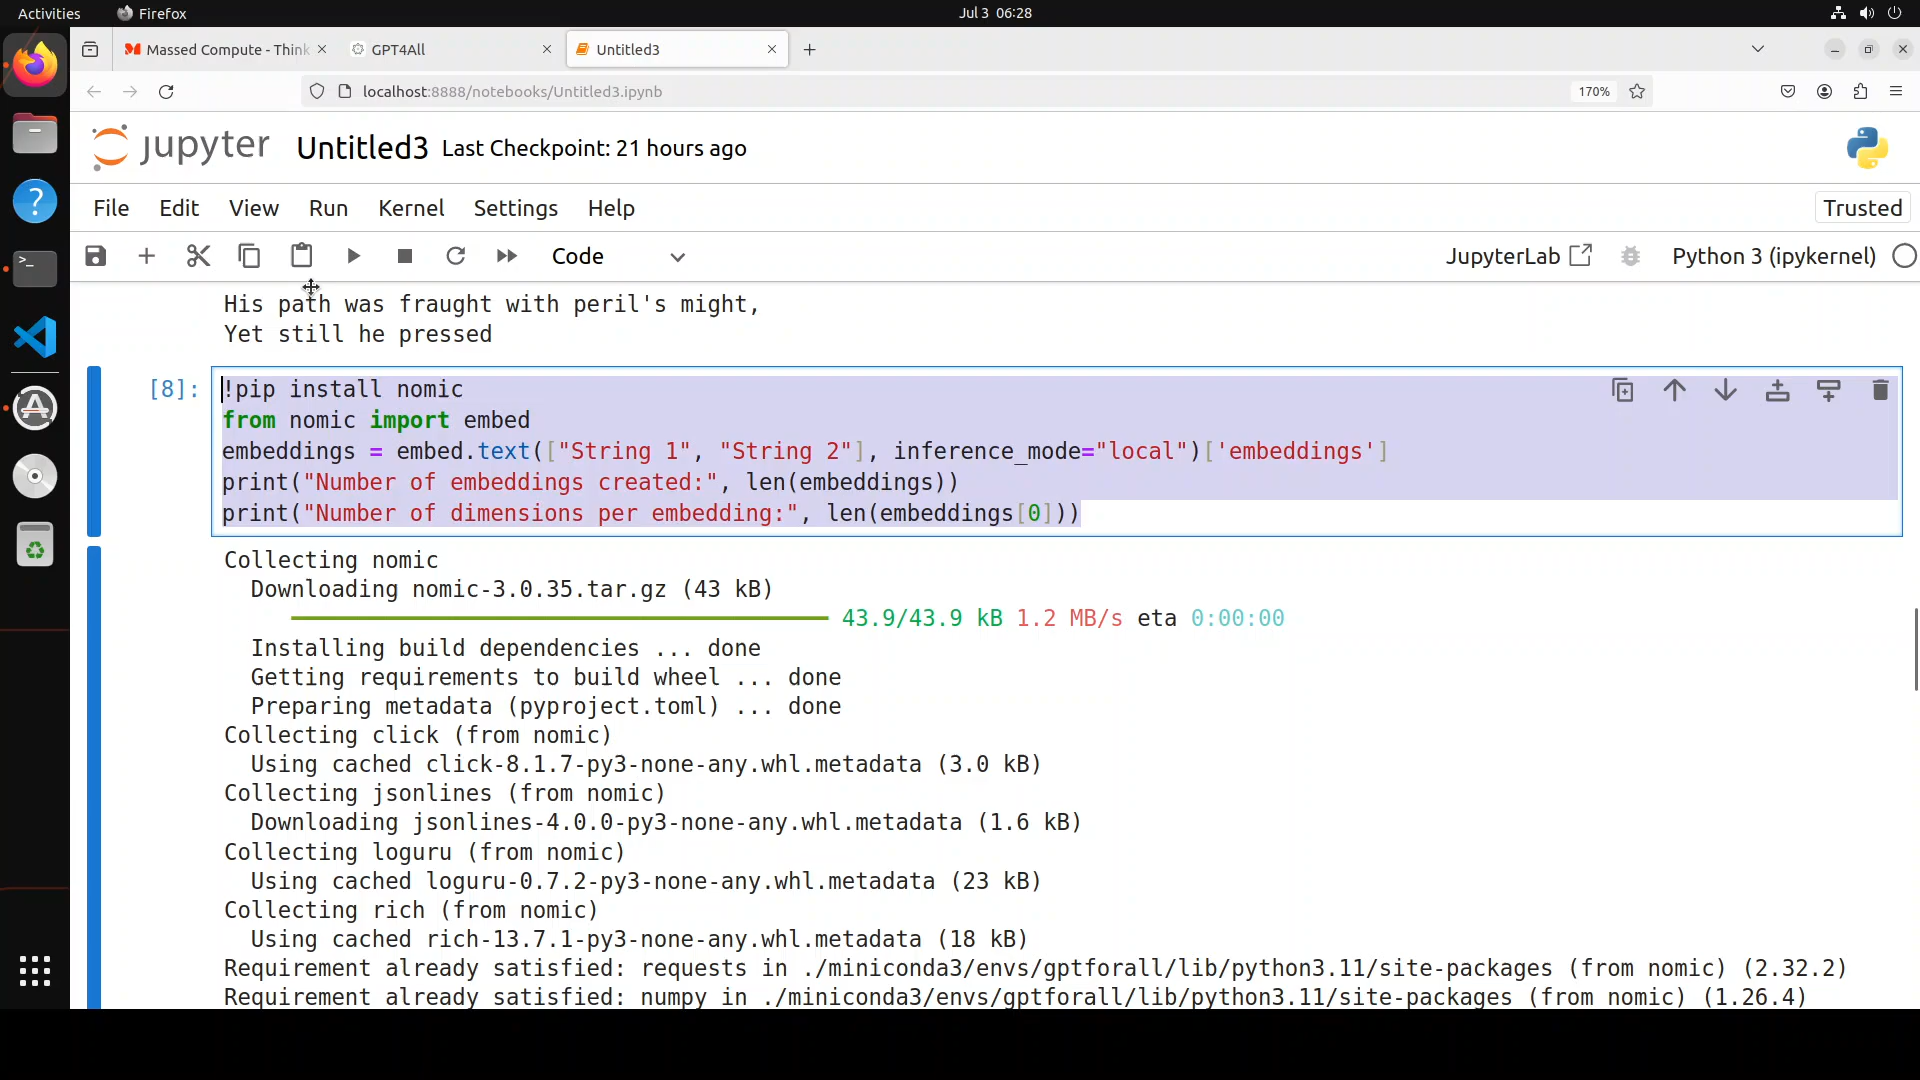 Activities Firefox Jul 3 06:28
Massed Compute - Think GPT4All Untitled3
localhost:8888/notebooks/Untitled3.ipynb 170%
jupyter Untitled3 Last Checkpoint: 21 hours ago
File Edit View Run Kernel Settings Help Trusted
Code JupyterLab Python 3 (ipykernel)
His path was fraught with peril's might,
Yet still he pressed
[8]: !pip install nomic
from nomic import embed
embeddings = embed.text(["String 1", "String 2"], inference_mode="local")['embeddings']
print("Number of embeddings created:", len(embeddings))
print("Number of dimensions per embedding:", len(embeddings[0]))
Collecting nomic
Downloading nomic-3.0.35.tar.gz (43 kB)
43.9/43.9 kB 1.2 MB/s eta 0:00:00
Installing build dependencies ... done
Getting requirements to build wheel ... done
Preparing metadata (pyproject.toml) ... done
Collecting click (from nomic)
Using cached click-8.1.7-py3-none-any.whl.metadata (3.0 kB)
Collecting jsonlines (from nomic)
Downloading jsonlines-4.0.0-py3-none-any.whl.metadata (1.6 kB)
Collecting loguru (from nomic)
Using cached loguru-0.7.2-py3-none-any.whl.metadata (23 kB)
Collecting rich (from nomic)
Using cached rich-13.7.1-py3-none-any.whl.metadata (18 kB)
Requirement already satisfied: requests in ./miniconda3/envs/gptforall/lib/python3.11/site-packages (from nomic) (2.32.2)
Requirement already satisfied: numpy in ./miniconda3/envs/gptforall/lib/python3.11/site-packages (from nomic) (1.26.4)